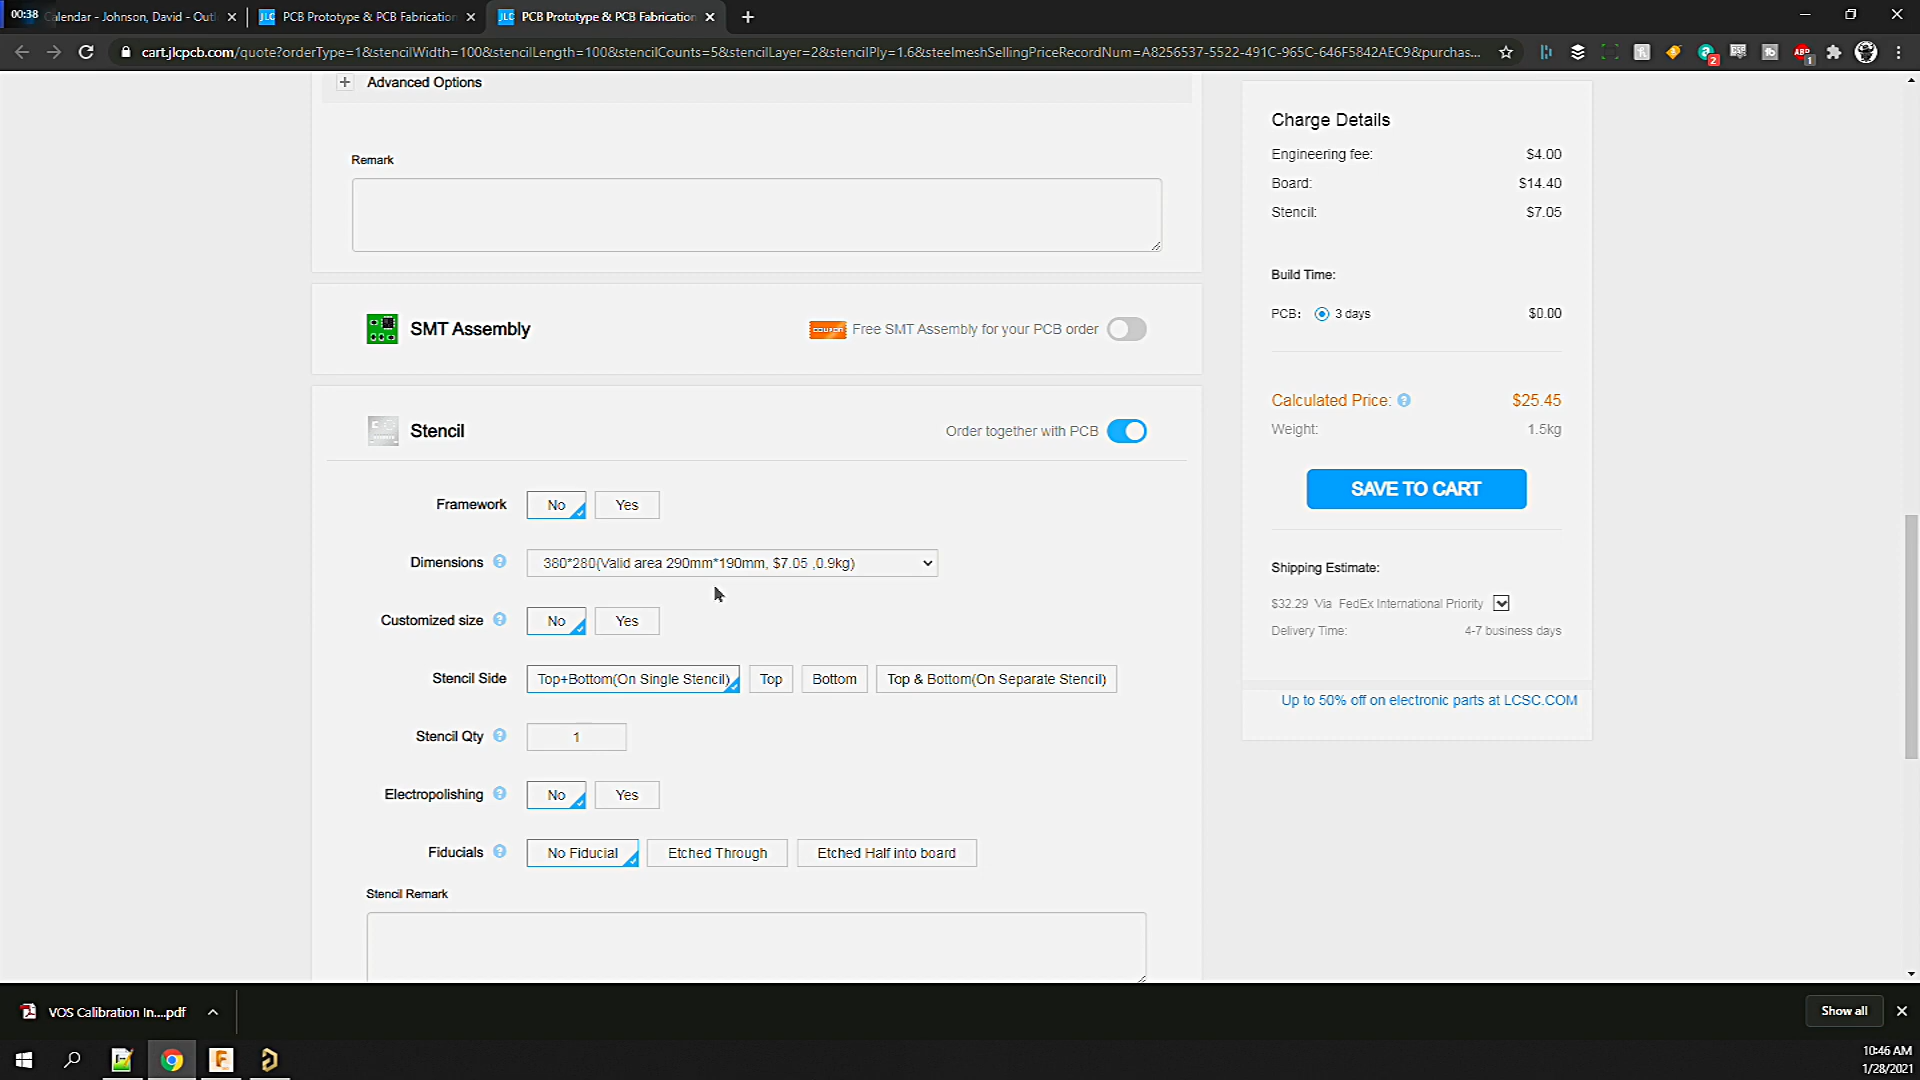 00:38
Calendar - Johnson, David - Outl
JLC PCB Prototype & PCB Fabrication
JLC PCB Prototype & PCB Fabrication
cart.jlcpcb.com/quote?orderType=1&stencilWidth=100&stencilLength=100&stencilCounts=5&stencilLayer=2&stencilPly=1.6&steelmeshSellingPriceRecordNum=A8256537-5522-491C-965C-646F5842AEC9&purchas...
2
ABP
1
Advanced Options
Remark
SMT Assembly
COUPON Free SMT Assembly for your PCB order
Stencil
Order together with PCB
Framework No Yes
Dimensions ? 380*280(Valid area 290mm*190mm, $7.05 ,0.9kg)
Customized size ? No Yes
Stencil Side Top+Bottom(On Single Stencil) Top Bottom Top & Bottom(On Separate Stencil)
Stencil Qty ? 1
Electropolishing ? No Yes
Fiducials ? No Fiducial Etched Through Etched Half into board
Stencil Remark
Charge Details
Engineering fee: $4.00
Board: $14.40
Stencil: $7.05
Build Time:
PCB: 3 days $0.00
Calculated Price: ? $25.45
Weight: 1.5kg
SAVE TO CART
Shipping Estimate:
$32.29 Via FedEx International Priority
Delivery Time: 4-7 business days
Up to 50% off on electronic parts at LCSC.COM
VOS Calibration In....pdf
Show all
10:46 AM
1/28/2021